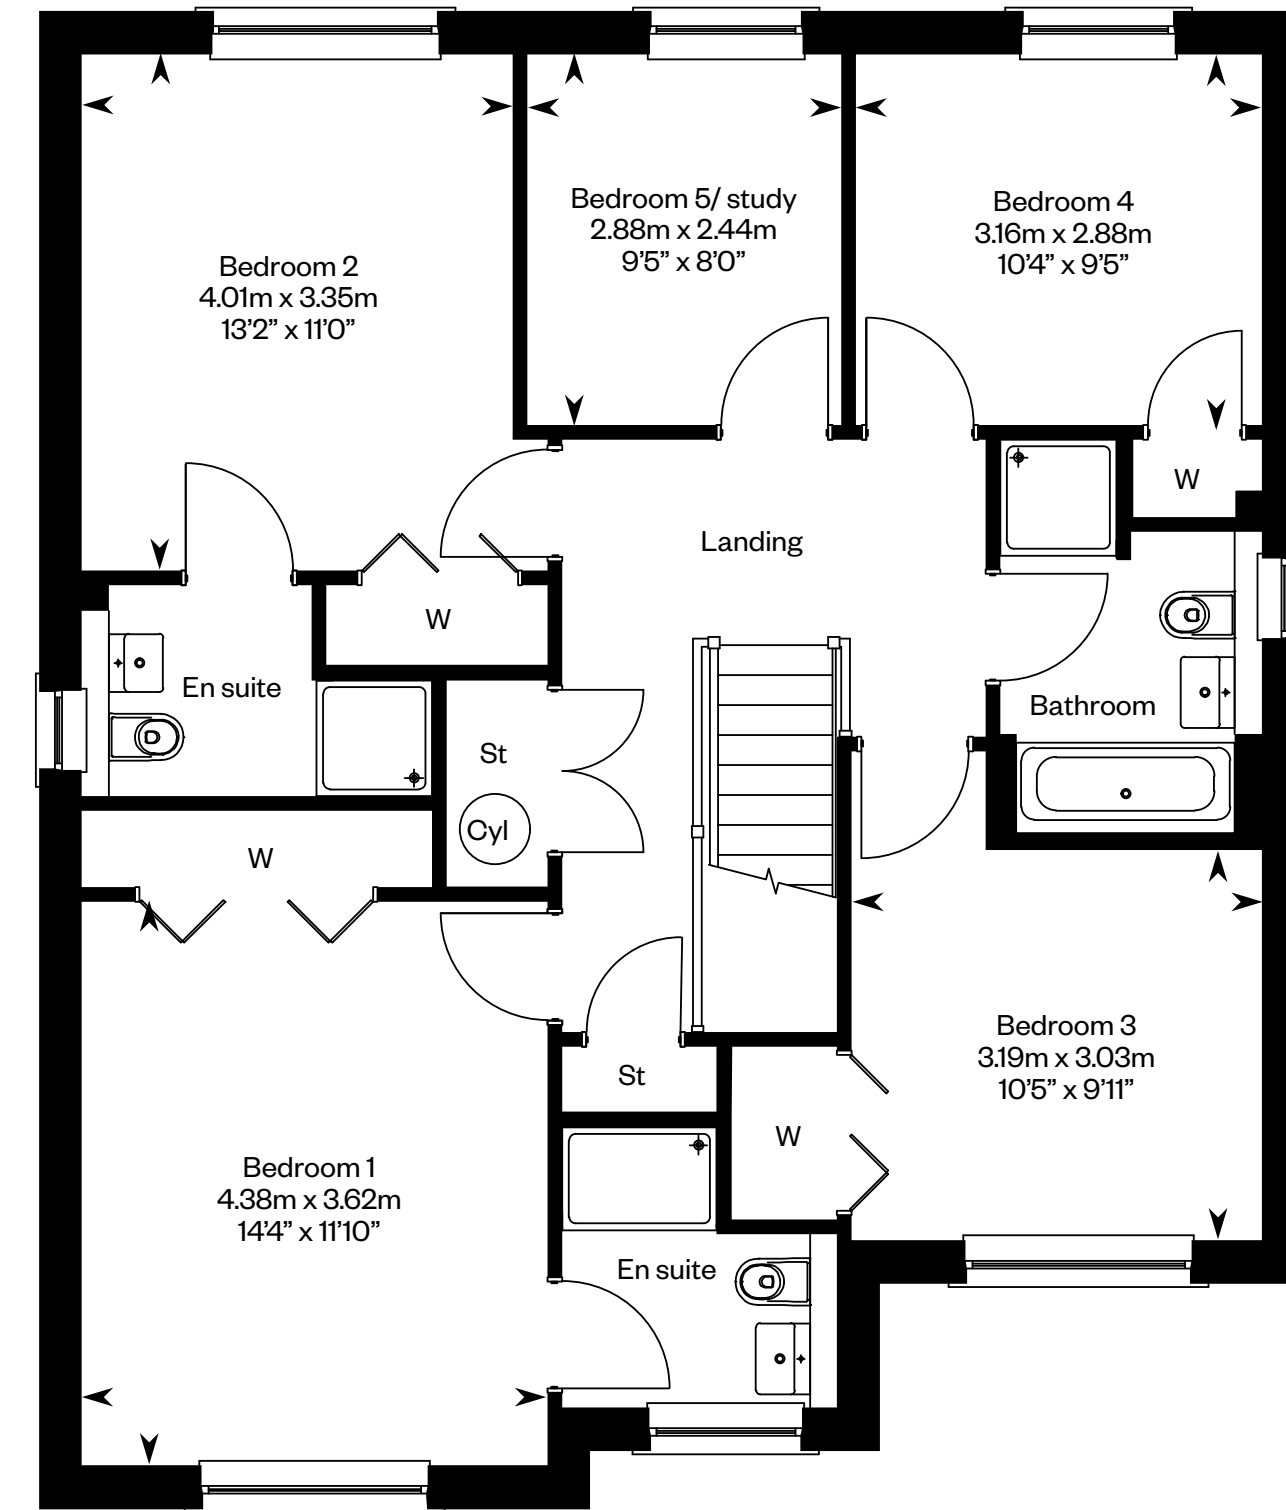 Bedroom 5/ study
2.88m x 2.44m
9’5” x 8’0”
Bedroom 4
3.16m x 2.88m
10’4” x 9’5”
Bedroom 2
4.01m x 3.35m
13’2” x 11’0”
W
Landing
W
En suite
Bathroom
St
Cyl
W
Bedroom 3
3.19m x 3.03m
10’5” x 9’11”
St
W
Bedroom 1
4.38m x 3.62m
14’4” x 11’10”
En suite